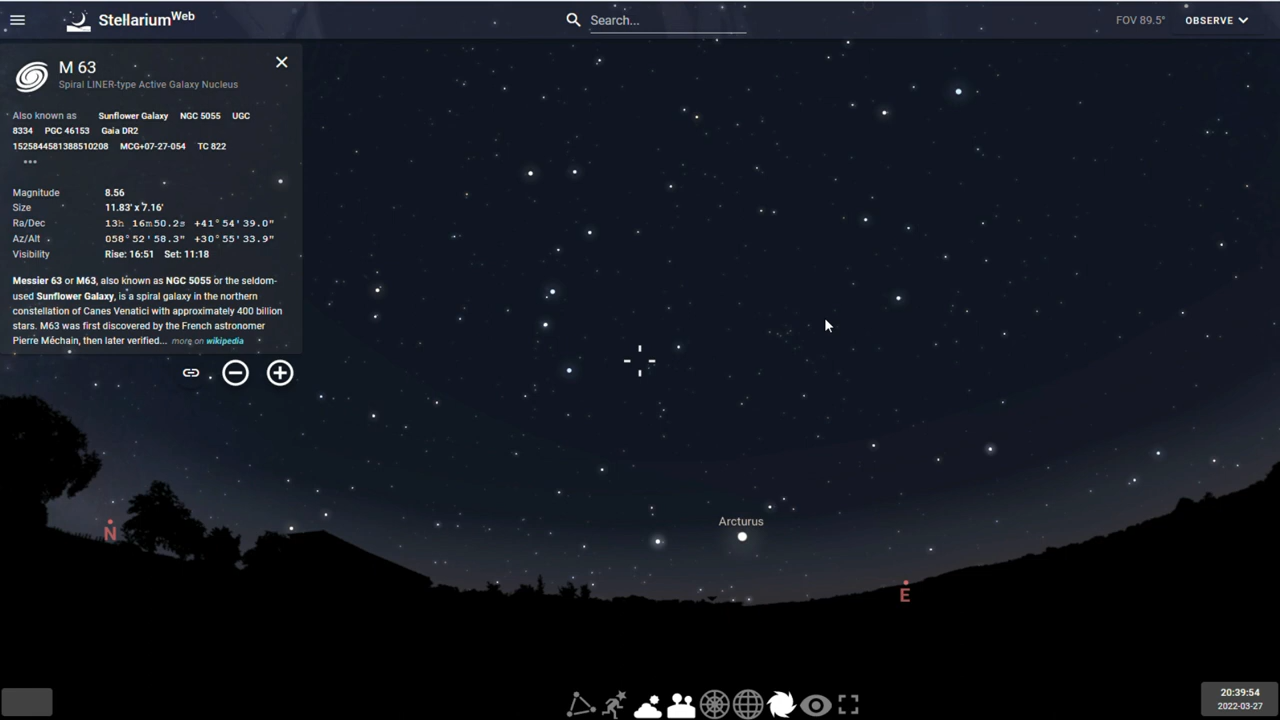 StellariumWeb
Search...
FOV 89.5°
OBSERVE
M 63
Spiral LINER-type Active Galaxy Nucleus
Also known as Sunflower Galaxy NGC 5055 UGC
8334 PGC 46153 Gaia DR2
1525844581388510208 MCG+07-27-054 TC 822
•••
Magnitude 8.56
Size 11.83' x 7.16'
Ra/Dec 13h 16m50.2s +41°54'39.0"
Az/Alt 058°52'58.3" +30°55'33.9"
Visibility Rise: 16:51 Set: 11:18
Messier 63 or M63, also known as NGC 5055 or the seldom-
used Sunflower Galaxy, is a spiral galaxy in the northern
constellation of Canes Venatici with approximately 400 billion
stars. M63 was first discovered by the French astronomer
Pierre Méchain, then later verified... more on wikipedia
Arcturus
N
E
20:39:54
2022-03-27